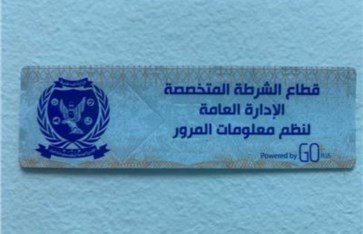 قطاع الشرطة المتخصصة
الإدارة العامة
لنظم معلومات المرور
Powered by GO